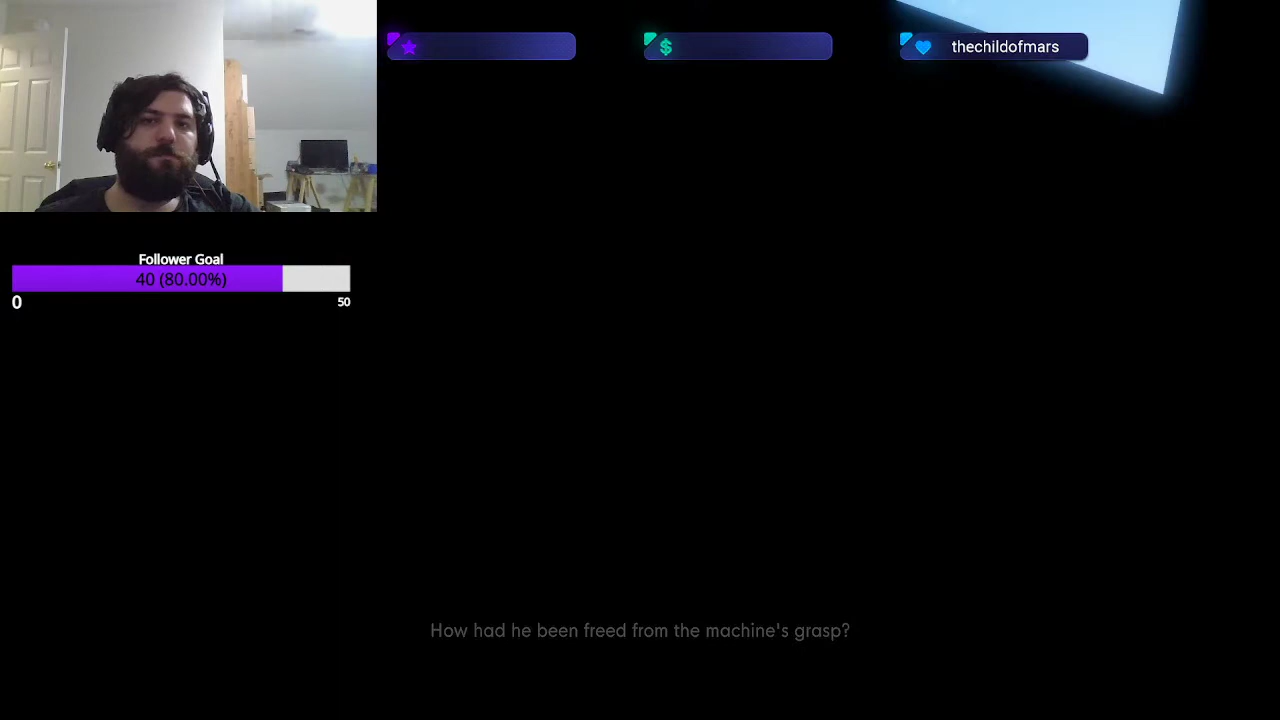 thechildofmars
Follower Goal
40 (80.00%)
0
50
How had he been freed from the machine's grasp?